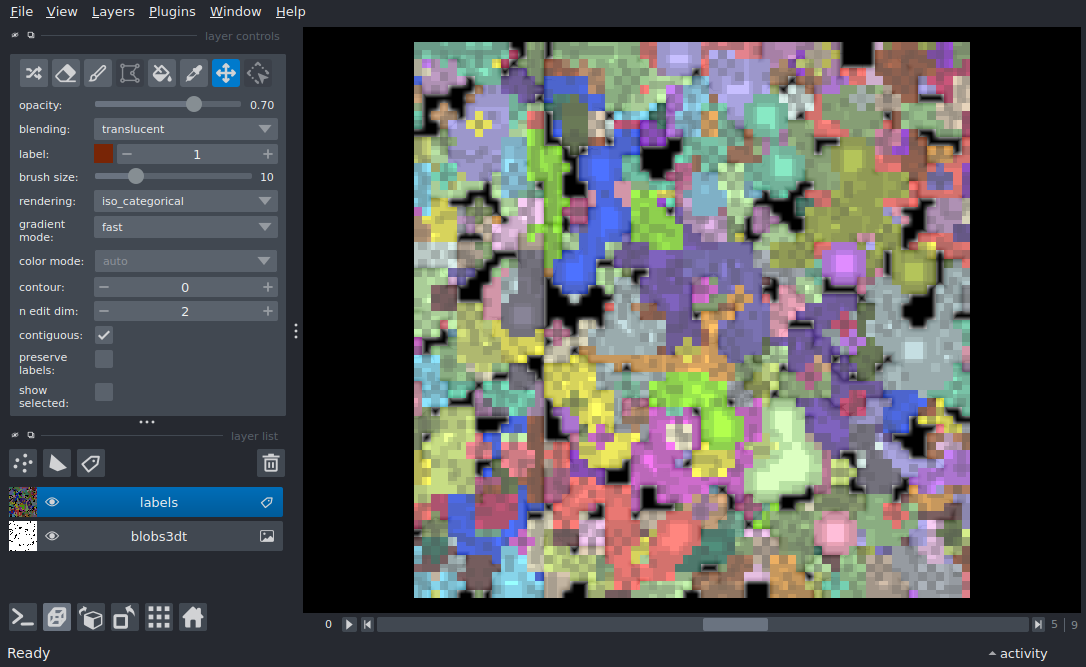 File View Layers Plugins Window Help
layer controls
opacity: 0.70
blending: translucent
label: 1
brush size: 10
rendering: iso_categorical
gradient
mode: fast
color mode: auto
contour: 0
n edit dim: 2
contiguous:
preserve
labels:
show
selected:
layer list
labels
blobs3dt
0 5 | 9
Ready activity